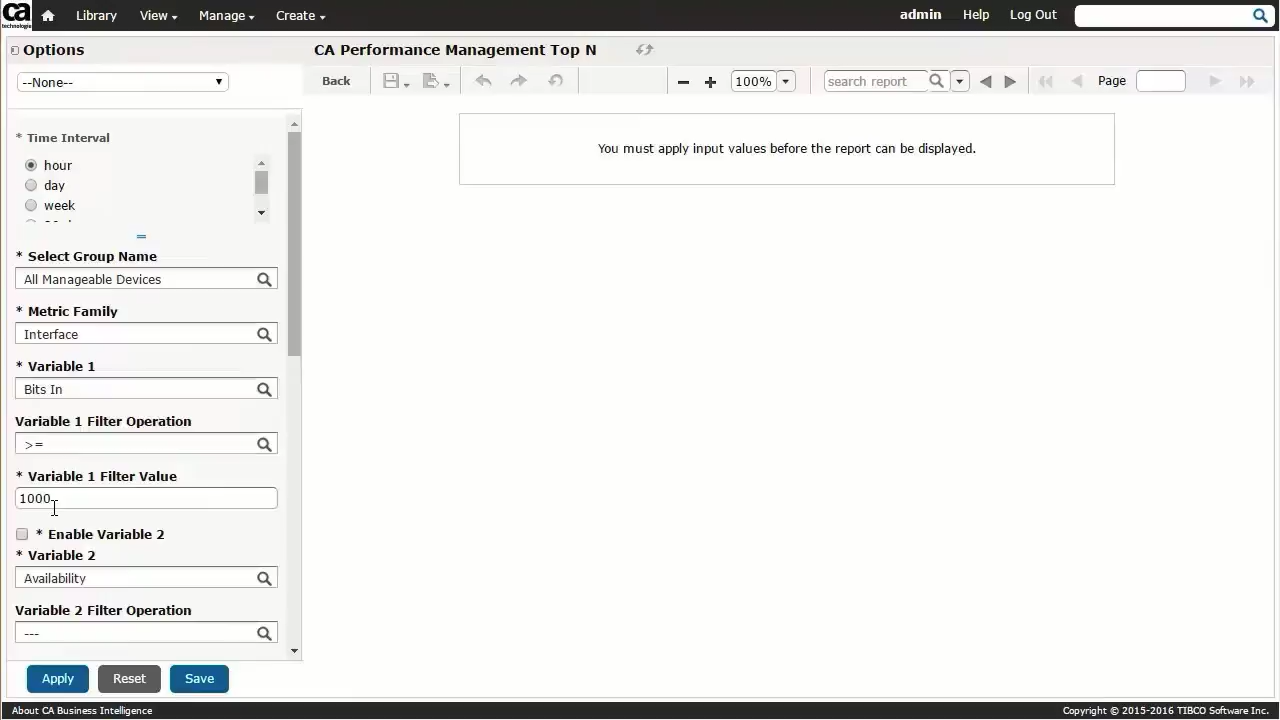 ca
technologies
Library View Manage Create admin Help Log Out
Options
CA Performance Management Top N
--None--
Back 100% search report Page
* Time Interval
hour
day
week
You must apply input values before the report can be displayed.
* Select Group Name
All Manageable Devices
* Metric Family
Interface
* Variable 1
Bits In
Variable 1 Filter Operation
>=
* Variable 1 Filter Value
1000
* Enable Variable 2
* Variable 2
Availability
Variable 2 Filter Operation
---
Apply Reset Save
About CA Business Intelligence Copyright © 2015-2016 TIBCO Software Inc.